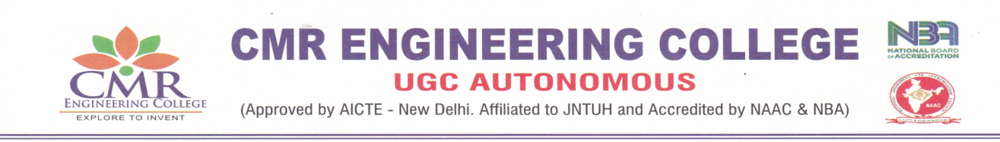 CMR
ENGINEERING COLLEGE
EXPLORE TO INVENT
CMR ENGINEERING COLLEGE
UGC AUTONOMOUS
(Approved by AICTE - New Delhi. Affiliated to JNTUH and Accredited by NAAC & NBA)
NBA
NATIONAL BOARD
OF ACCREDITATION
NAAC